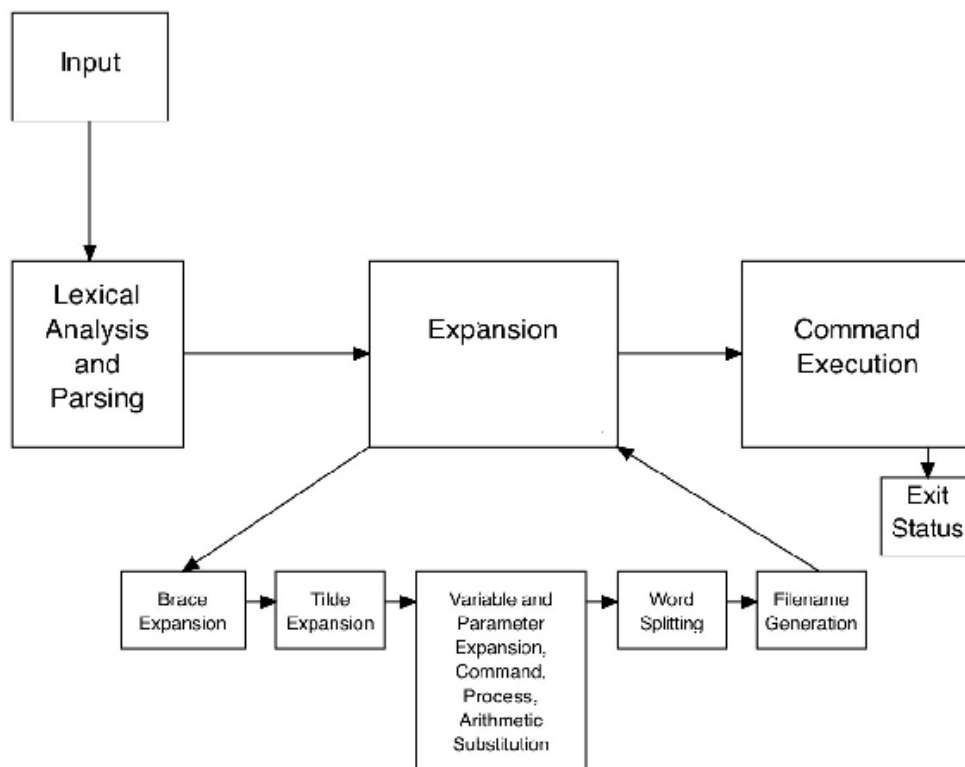 Input
Lexical
Analysis
and
Parsing
Expansion
Command
Execution
Exit
Status
Brace
Expansion
Tilde
Expansion
Variable and
Parameter
Expansion,
Command,
Process,
Arithmetic
Substitution
Word
Splitting
Filename
Generation